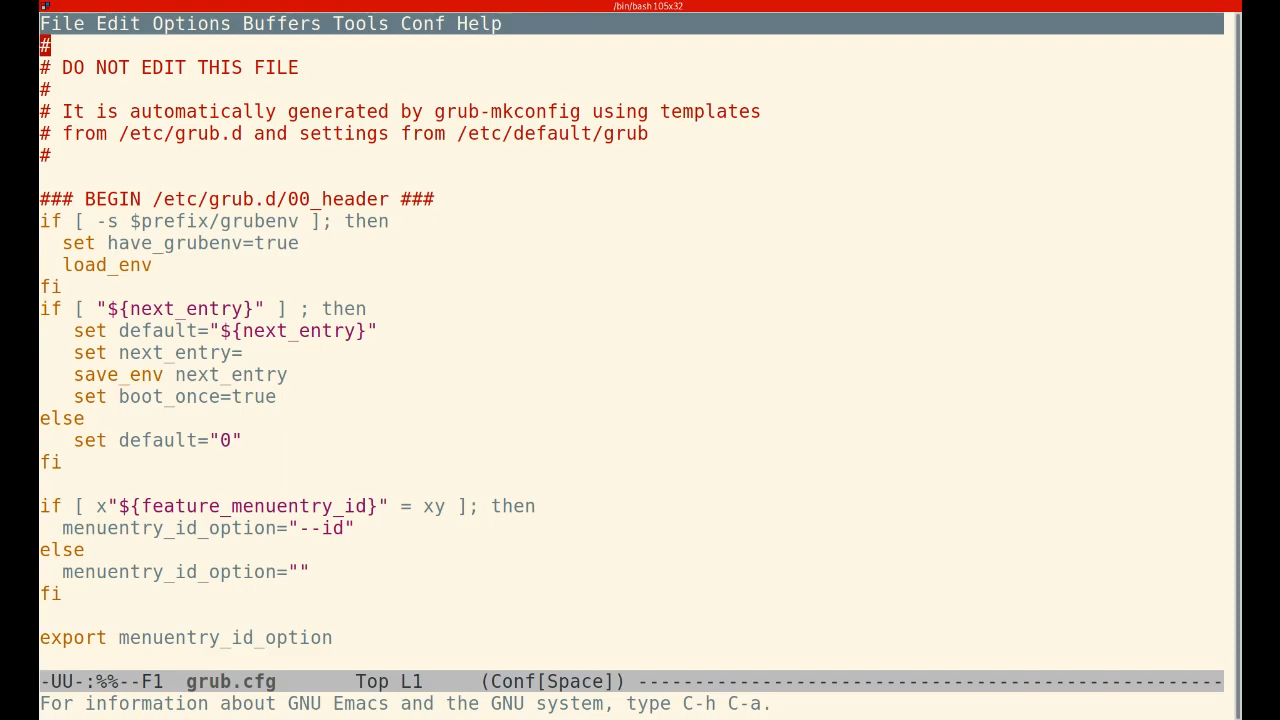 /bin/bash 105x32
File Edit Options Buffers Tools Conf Help
#
# DO NOT EDIT THIS FILE
#
# It is automatically generated by grub-mkconfig using templates
# from /etc/grub.d and settings from /etc/default/grub
#

### BEGIN /etc/grub.d/00_header ###
if [ -s $prefix/grubenv ]; then
  set have_grubenv=true
  load_env
fi
if [ "${next_entry}" ] ; then
   set default="${next_entry}"
   set next_entry=
   save_env next_entry
   set boot_once=true
else
   set default="0"
fi

if [ x"${feature_menuentry_id}" = xy ]; then
  menuentry_id_option="--id"
else
  menuentry_id_option=""
fi

export menuentry_id_option

-UU-:%%--F1  grub.cfg       Top L1     (Conf[Space]) ----------------------------------------------------
For information about GNU Emacs and the GNU system, type C-h C-a.